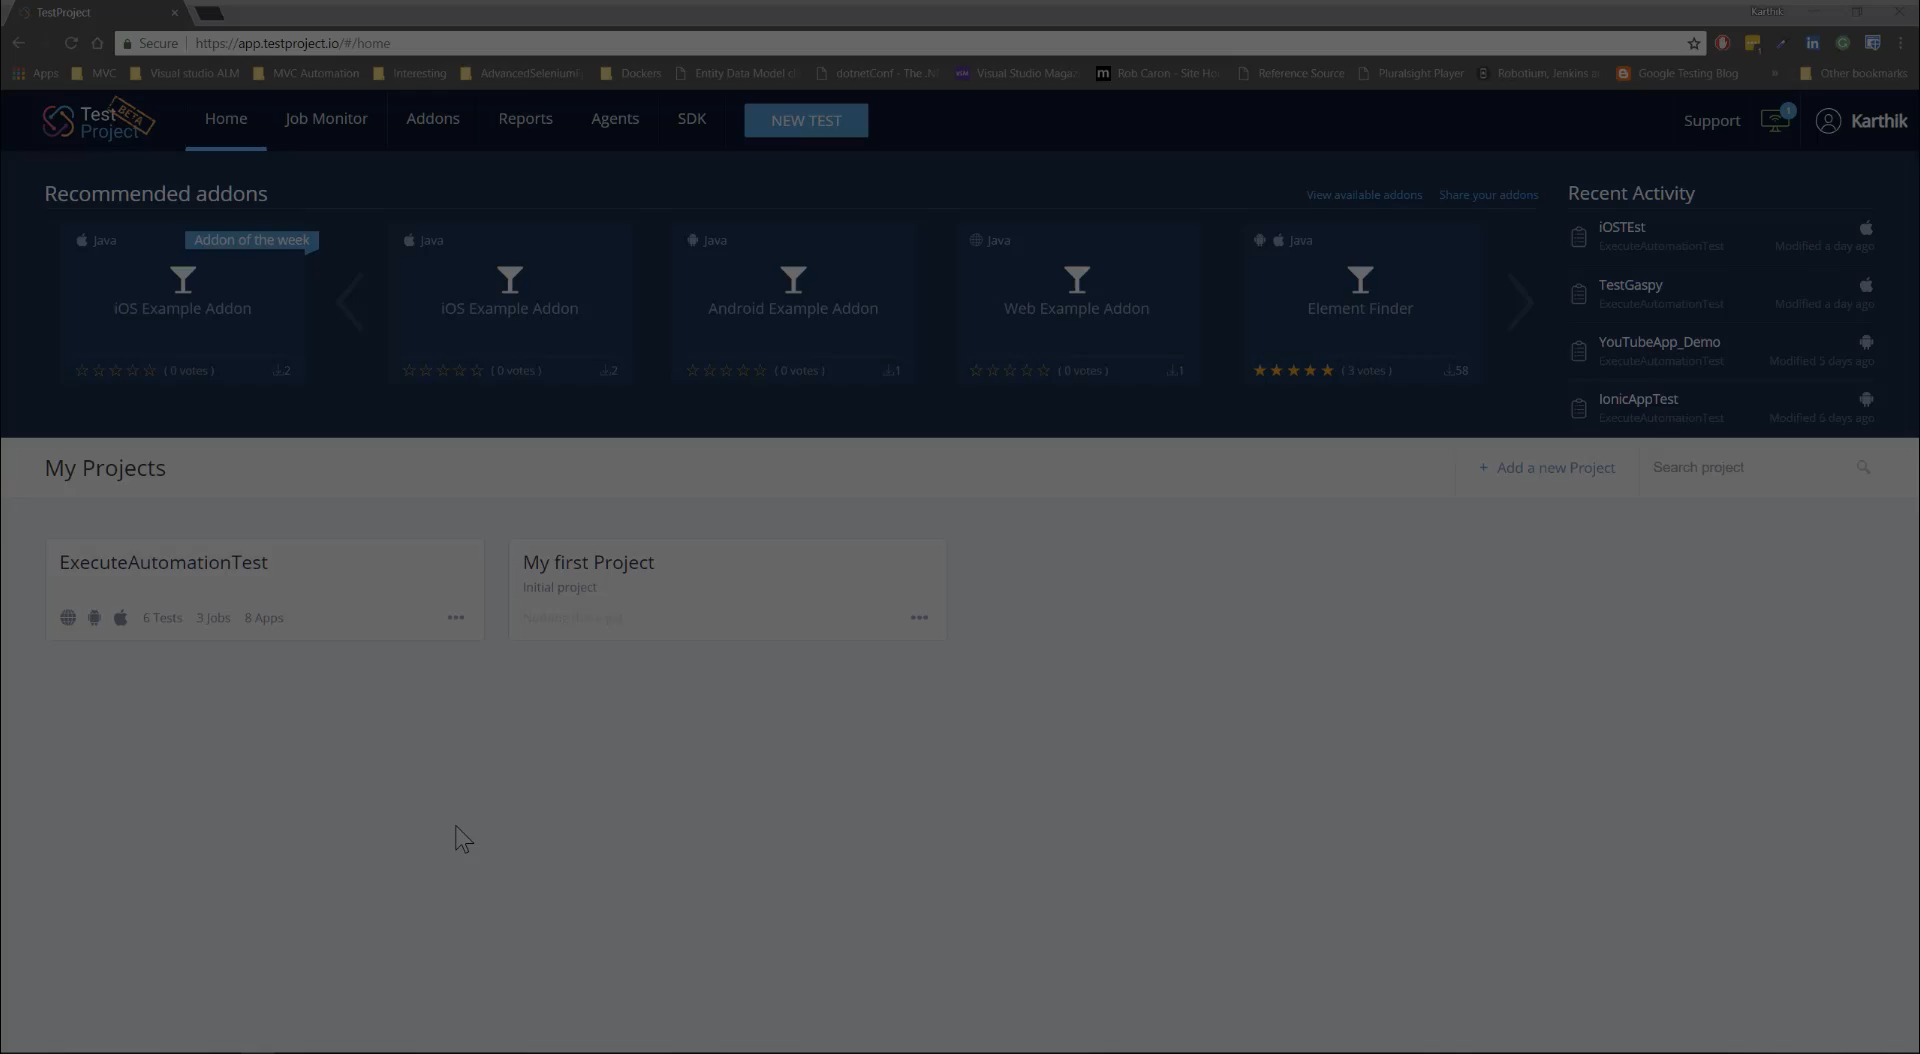 TestProject
Karthik
Secure
https://app.testproject.io/#/home
Apps
MVC
Visual studio ALM
MVC Automation
Interesting
AdvancedSelenium
Dockers
Entity Data Model
dotnetConf - The .N
Visual Studio Magaz
Rob Caron - Site Ho
Reference Source
Pluralsight Player
Robotium, Jenkins
Google Testing Blog
»
Other bookmarks
Test Project
BETA
Home
Job Monitor
Addons
Reports
Agents
SDK
NEW TEST
Support
1
Karthik
Recommended addons
View available addons
Share your addons
Java
Addon of the week
iOS Example Addon
( 0 votes )
2
Java
iOS Example Addon
( 0 votes )
2
Java
Android Example Addon
( 0 votes )
1
Java
Web Example Addon
( 0 votes )
1
Java
Element Finder
( 3 votes )
58
Recent Activity
iOSTEst
ExecuteAutomationTest
Modified a day ago
TestGaspy
ExecuteAutomationTest
Modified a day ago
YouTubeApp_Demo
ExecuteAutomationTest
Modified 5 days ago
IonicAppTest
ExecuteAutomationTest
Modified 6 days ago
My Projects
+ Add a new Project
Search project
ExecuteAutomationTest
6 Tests
3 Jobs
8 Apps
My first Project
Initial project